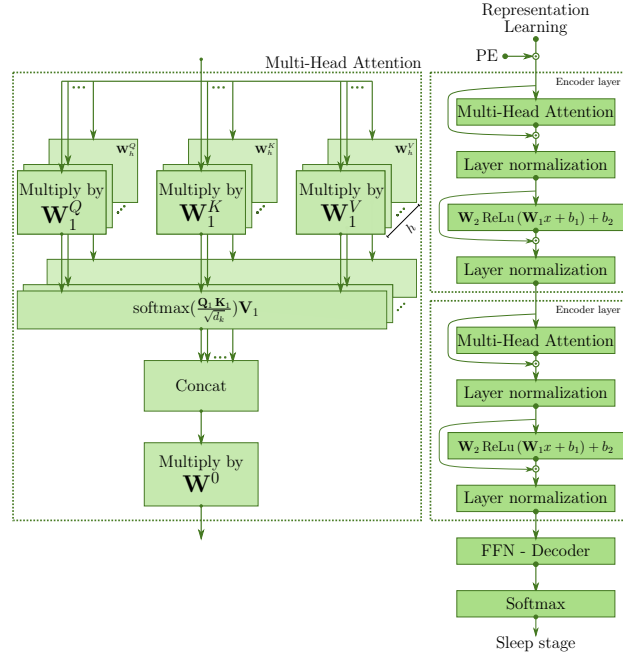 Representation
Learning
PE
Multi-Head Attention
Encoder layer
Multi-Head Attention
Layer normalization
W₂ ReLu (W₁x + b₁) + b₂
Layer normalization
Encoder layer
Multi-Head Attention
Layer normalization
W₂ ReLu (W₁x + b₁) + b₂
Layer normalization
FFN - Decoder
Softmax
Sleep stage
...
...
...
W_h^Q
W_h^K
W_h^V
Multiply by
W_1^Q
Multiply by
W_1^K
Multiply by
W_1^V
h
softmax(Q₁ K₁/√d_k)V₁
...
Concat
Multiply by
W⁰